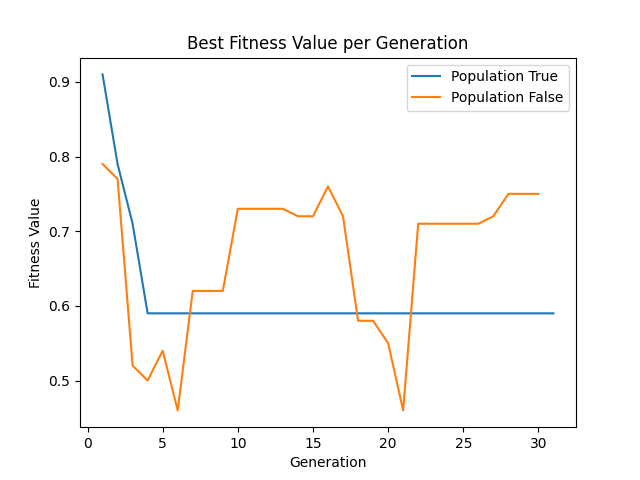 Best Fitness Value per Generation
Population True
Population False
Fitness Value
0.9
0.8
0.7
0.6
0.5
0
5
10
15
20
25
30
Generation